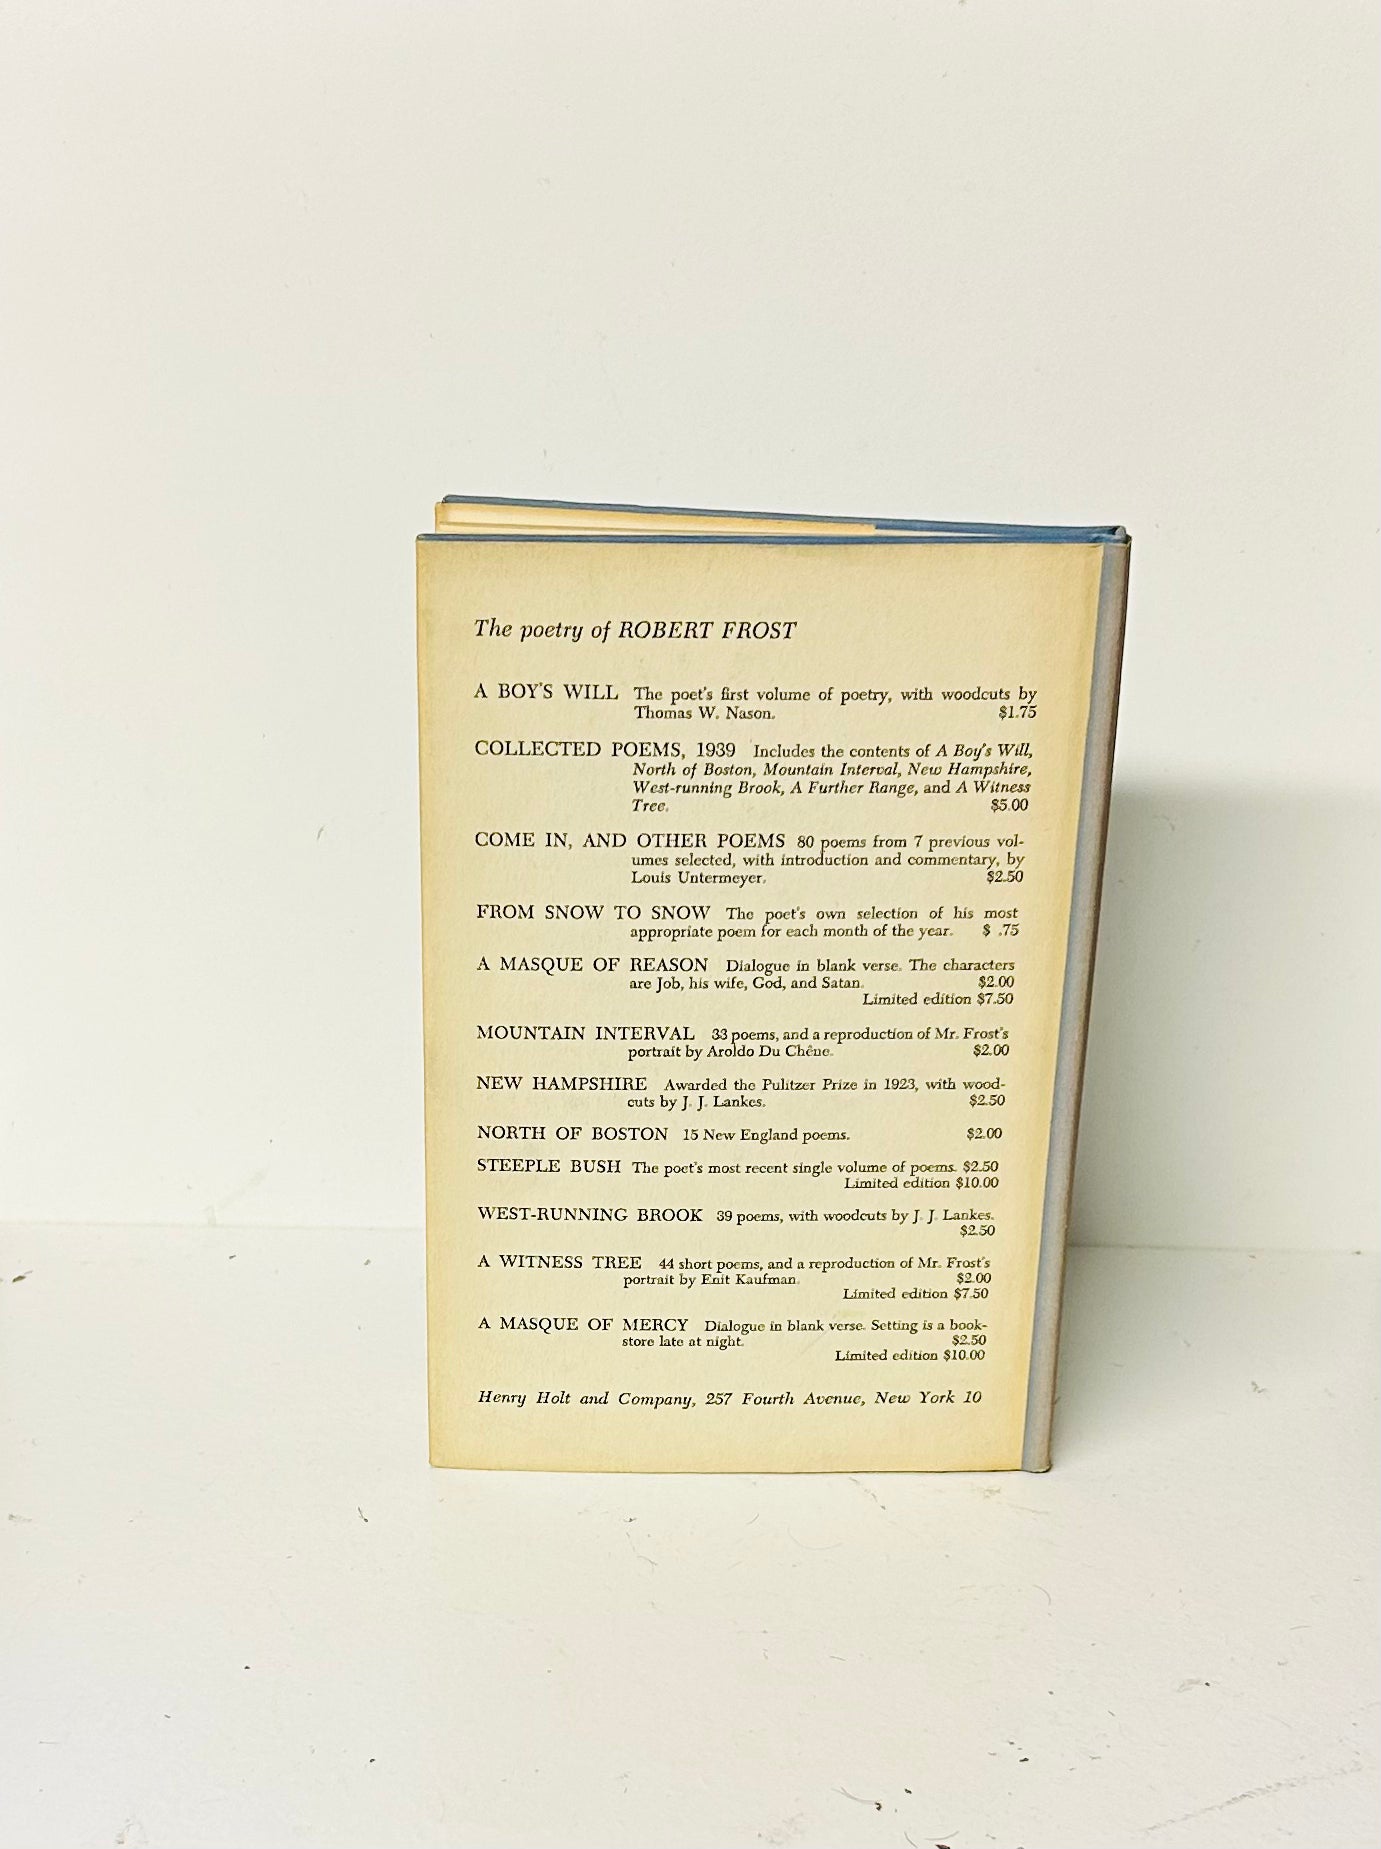 The poetry of ROBERT FROST
A BOY'S WILL The poet's first volume of poetry, with woodcuts by
Thomas W. Nason. $1.75
COLLECTED POEMS, 1939 Includes the contents of A Boy's Will,
North of Boston, Mountain Interval, New Hampshire,
West-running Brook, A Further Range, and A Witness
Tree. $5.00
COME IN, AND OTHER POEMS 80 poems from 7 previous vol-
umes selected, with introduction and commentary, by
Louis Untermeyer. $2.50
FROM SNOW TO SNOW The poet's own selection of his most
appropriate poem for each month of the year. $ .75
A MASQUE OF REASON Dialogue in blank verse. The characters
are Job, his wife, God, and Satan. $2.00
Limited edition $7.50
MOUNTAIN INTERVAL 33 poems, and a reproduction of Mr. Frost's
portrait by Aroldo Du Chêne. $2.00
NEW HAMPSHIRE Awarded the Pulitzer Prize in 1923, with wood-
cuts by J. J. Lankes. $2.50
NORTH OF BOSTON 15 New England poems. $2.00
STEEPLE BUSH The poet's most recent single volume of poems. $2.50
Limited edition $10.00
WEST-RUNNING BROOK 39 poems, with woodcuts by J. J. Lankes.
$2.50
A WITNESS TREE 44 short poems, and a reproduction of Mr. Frost's
portrait by Enit Kaufman. $2.00
Limited edition $7.50
A MASQUE OF MERCY Dialogue in blank verse. Setting is a book-
store late at night. $2.50
Limited edition $10.00
Henry Holt and Company, 257 Fourth Avenue, New York 10